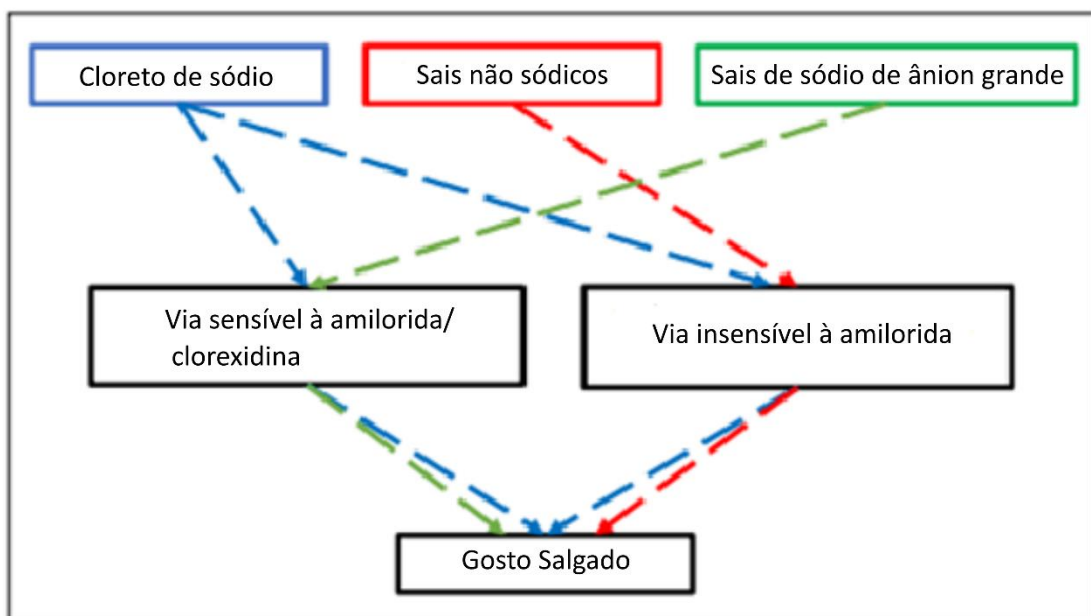 Cloreto de sódio
Sais não sódicos
Sais de sódio de ânion grande
Via sensível à amilorida/
clorexidina
Via insensível à amilorida
Gosto Salgado